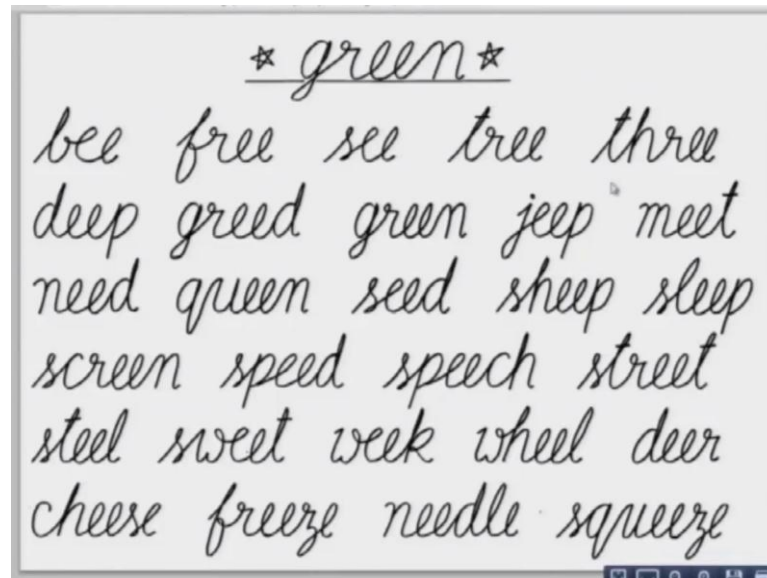 ☆ green ☆
bee free see tree three
deep greed green jeep meet
need queen seed sheep sleep
screen speed speech street
steel sweet week wheel deer
cheese freeze needle squeeze